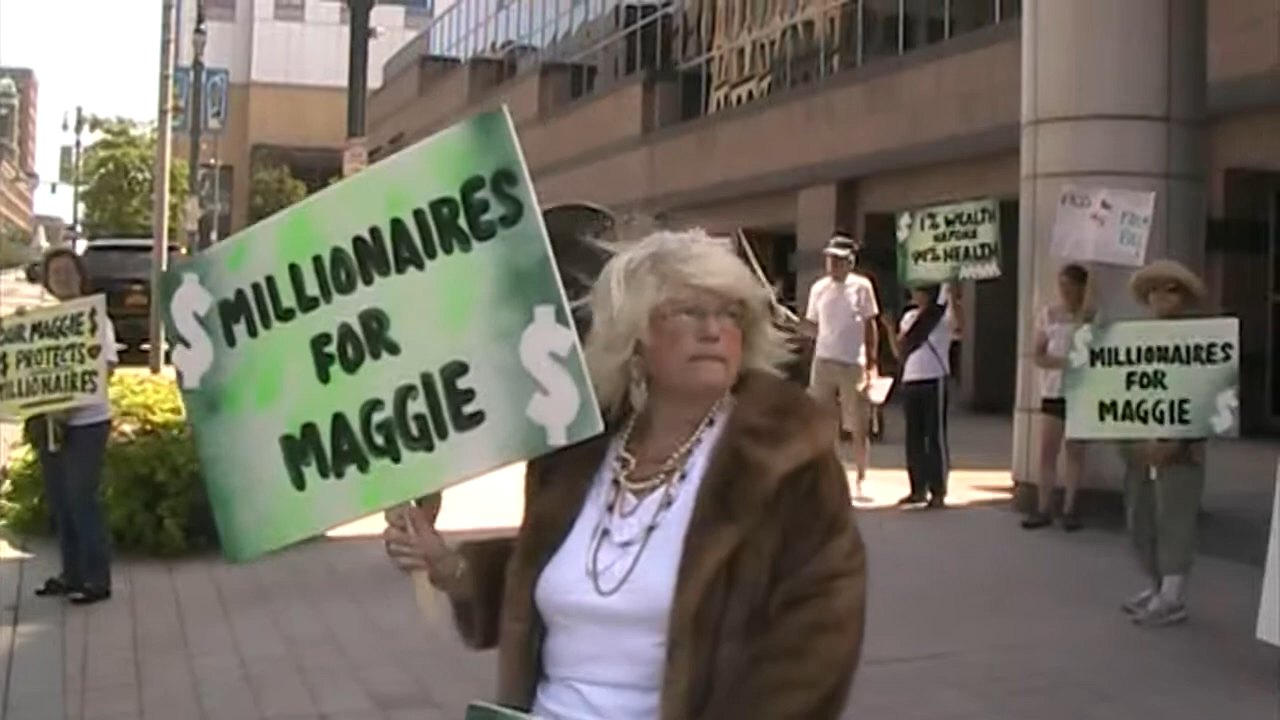 MILLIONAIRES
FOR
MAGGIE
$
$
OUR MAGGIE $
$ PROTECTS
MILLIONAIRES
1% WEALTH
BEFORE
99% HEALTH
MILLIONAIRES
FOR
MAGGIE